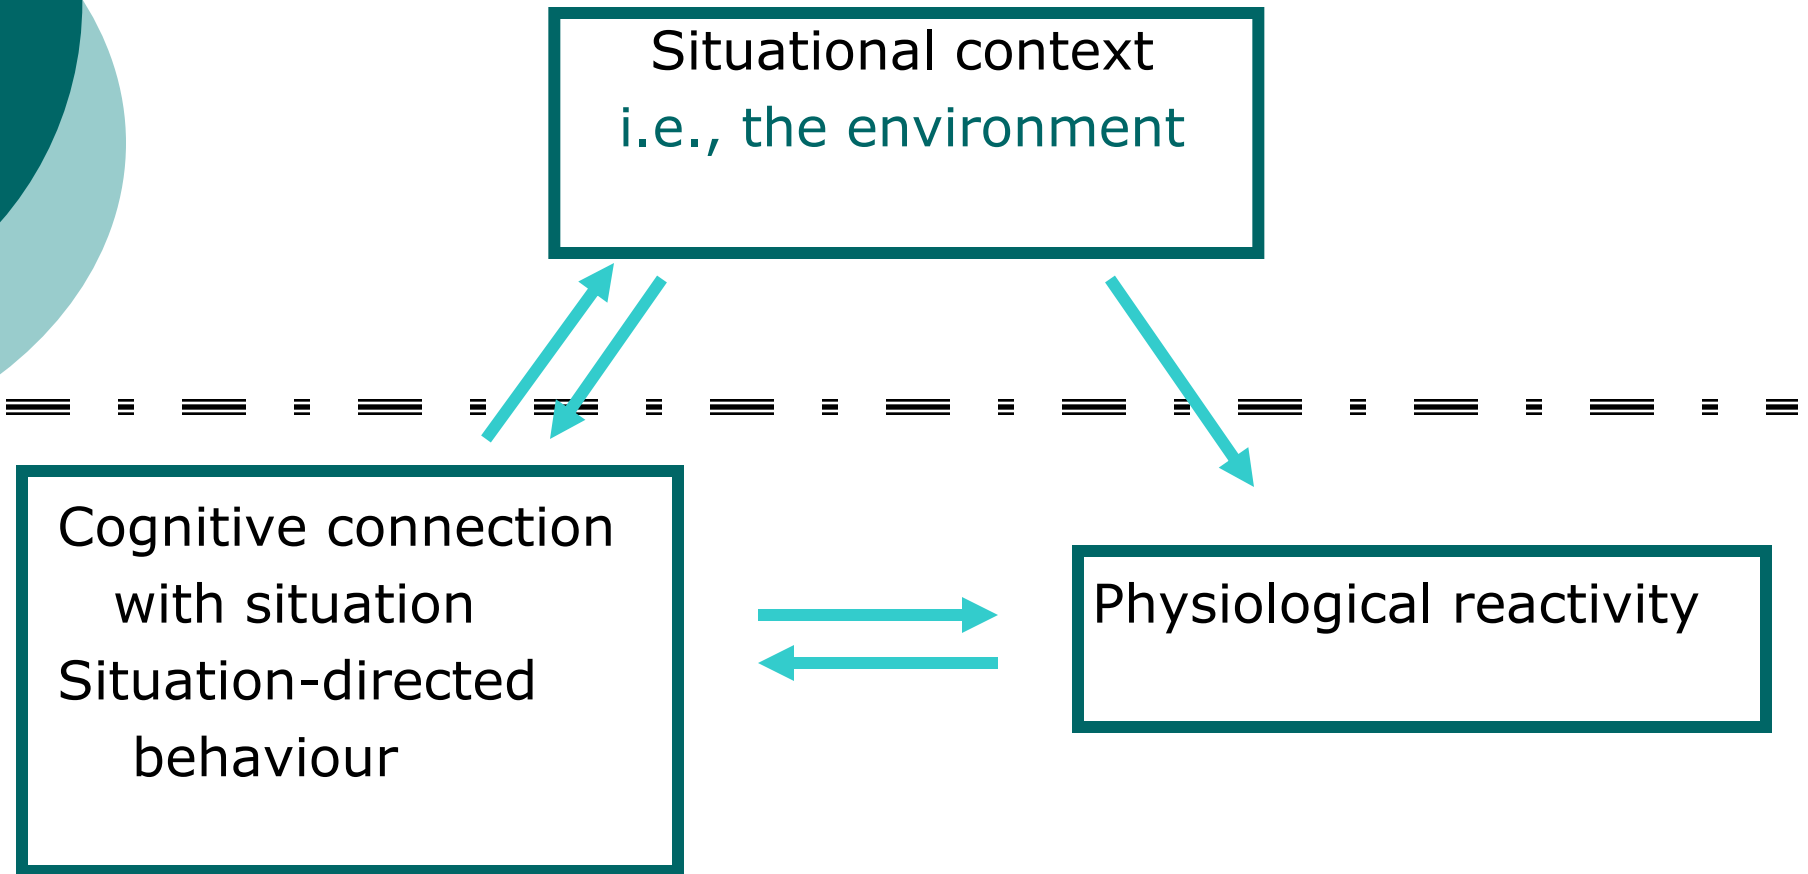 Situational context
i.e., the environment
Cognitive connection
with situation
Situation-directed
behaviour
Physiological reactivity